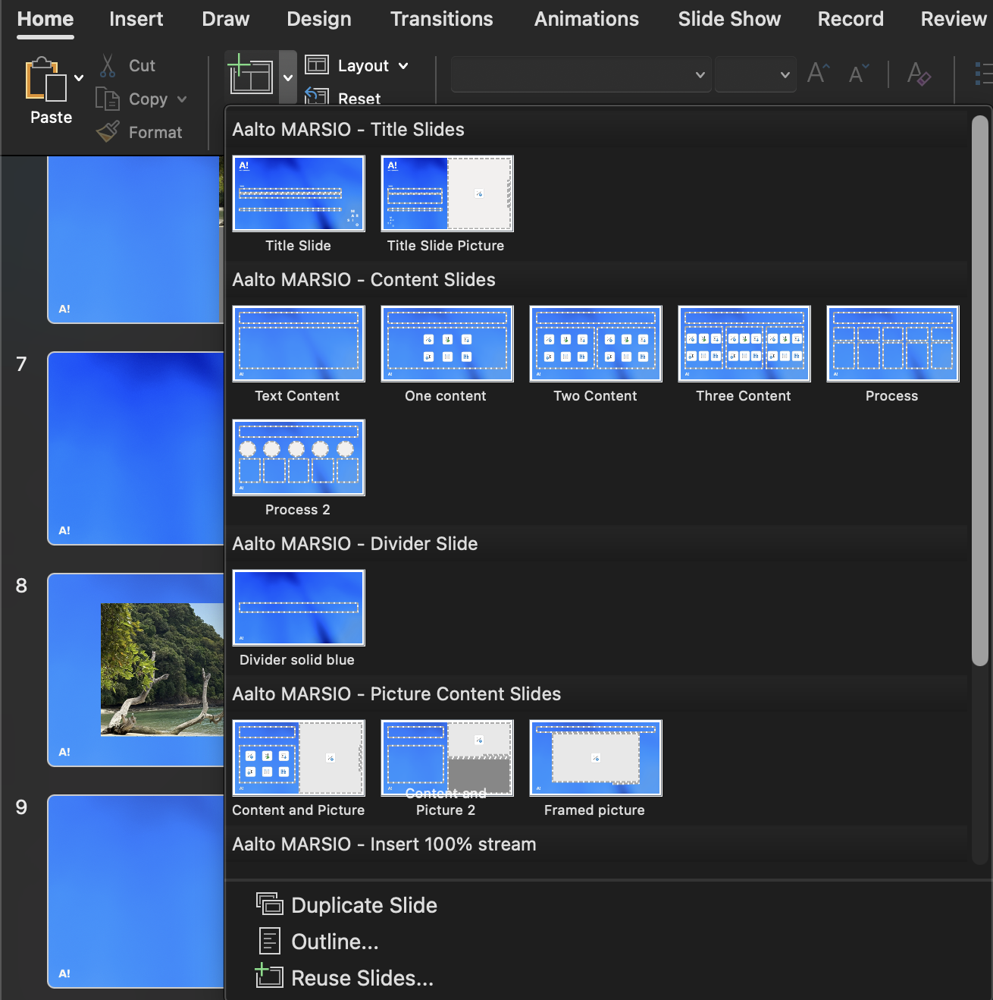 Home Insert Draw Design Transitions Animations Slide Show Record Review
Paste
Cut
Copy
Format
Layout
Reset
A!
7
A!
8
A!
9
A!
Aalto MARSIO - Title Slides
A! A!
Title Slide Title Slide Picture
Aalto MARSIO - Content Slides
Text Content One content Two Content Three Content Process
Process 2
Aalto MARSIO - Divider Slide
Divider solid blue
Aalto MARSIO - Picture Content Slides
Content and Picture Content and Picture 2 Framed picture
Aalto MARSIO - Insert 100% stream
Duplicate Slide
Outline...
Reuse Slides...